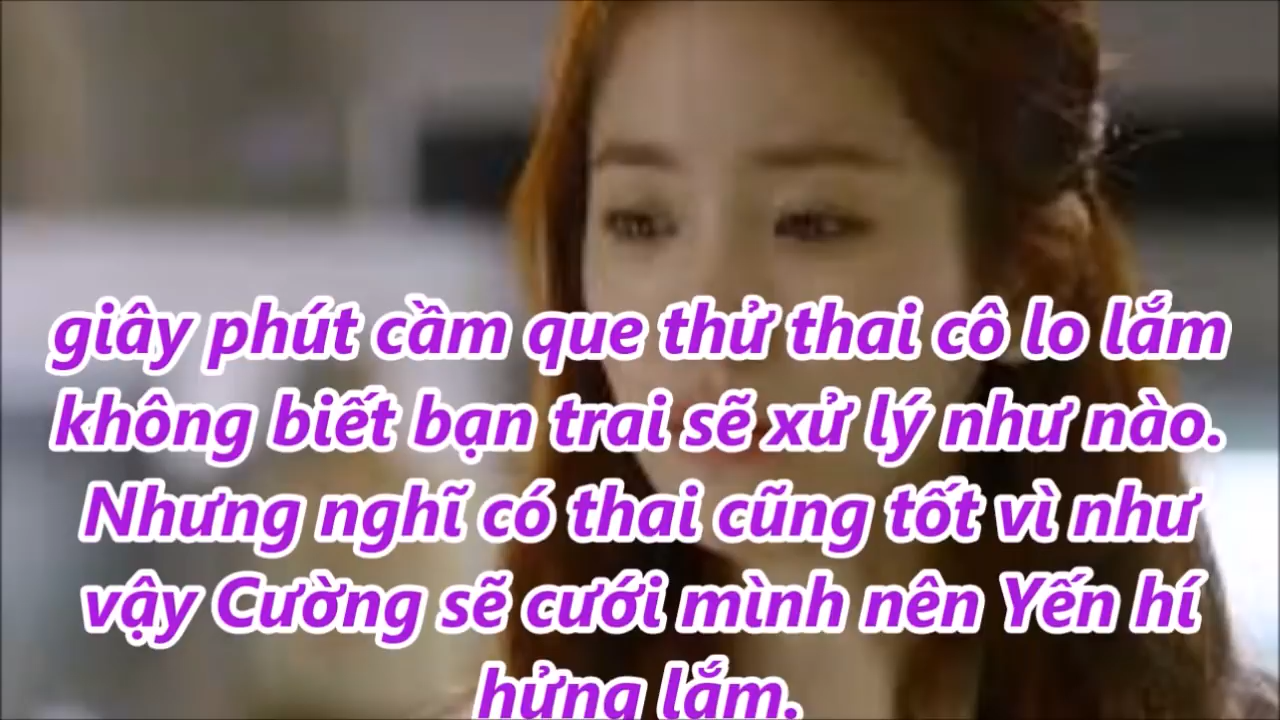 giây phút cầm que thử thai cô lo lắm
không biết bạn trai sẽ xử lý như nào.
Nhưng nghĩ có thai cũng tốt vì như
vậy Cường sẽ cưới mình nên Yến hí
hửng lắm.